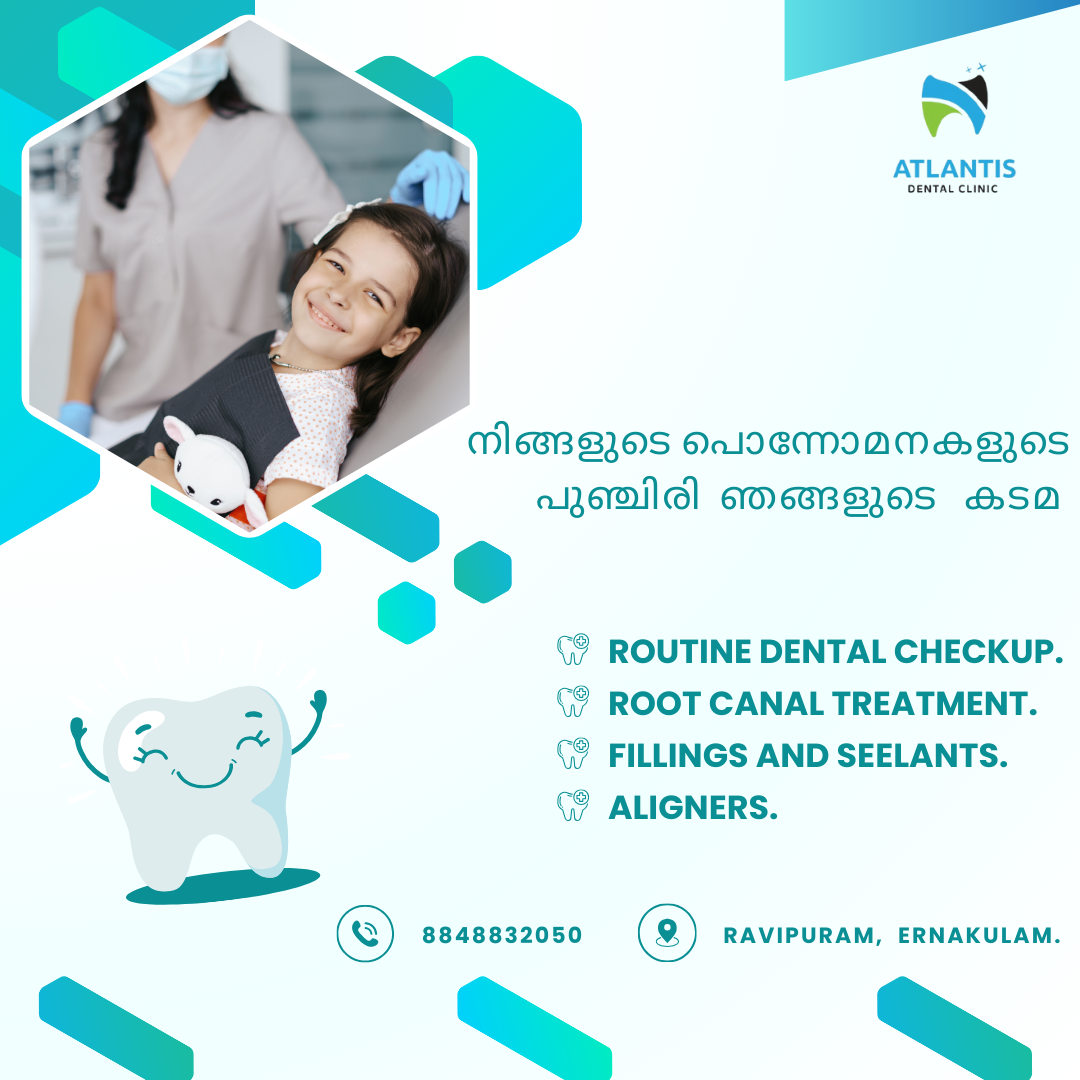 ATLANTIS
DENTAL CLINIC
നിങ്ങളുടെ പൊന്നോമനകളുടെ
പുഞ്ചിരി ഞങ്ങളുടെ കടമ
ROUTINE DENTAL CHECKUP.
ROOT CANAL TREATMENT.
FILLINGS AND SEELANTS.
ALIGNERS.
8848832050
RAVIPURAM, ERNAKULAM.